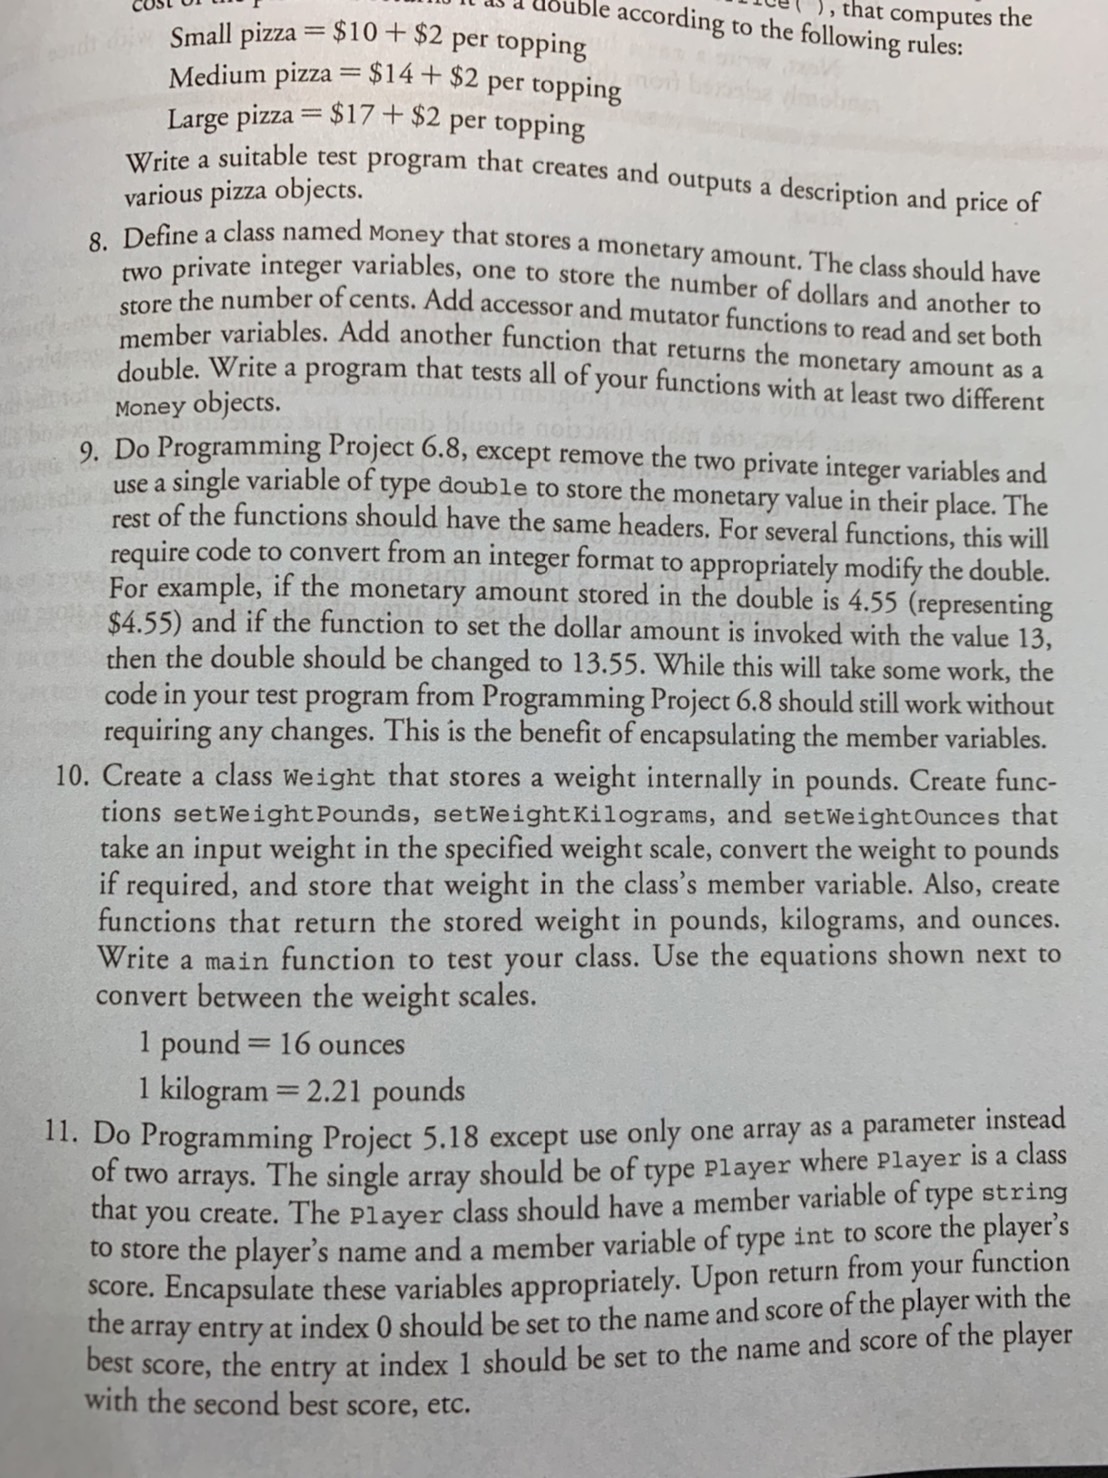 ), that computes the
double according to the following rules:
Small pizza = $10 + $2 per topping
Medium pizza = $14 + $2 per topping
Large pizza = $17 + $2 per topping
Write a suitable test program that creates and outputs a description and price of
various pizza objects.
8. Define a class named Money that stores a monetary amount. The class should have
two private integer variables, one to store the number of dollars and another to
store the number of cents. Add accessor and mutator functions to read and set both
member variables. Add another function that returns the monetary amount as a
double. Write a program that tests all of your functions with at least two different
Money objects.
9. Do Programming Project 6.8, except remove the two private integer variables and
use a single variable of type double to store the monetary value in their place. The
rest of the functions should have the same headers. For several functions, this will
require code to convert from an integer format to appropriately modify the double.
For example, if the monetary amount stored in the double is 4.55 (representing
$4.55) and if the function to set the dollar amount is invoked with the value 13,
then the double should be changed to 13.55. While this will take some work, the
code in your test program from Programming Project 6.8 should still work without
requiring any changes. This is the benefit of encapsulating the member variables.
10. Create a class Weight that stores a weight internally in pounds. Create func-
tions setWeightPounds, setWeightKilograms, and setWeightOunces that
take an input weight in the specified weight scale, convert the weight to pounds
if required, and store that weight in the class's member variable. Also, create
functions that return the stored weight in pounds, kilograms, and ounces.
Write a main function to test your class. Use the equations shown next to
convert between the weight scales.
1 pound = 16 ounces
1 kilogram = 2.21 pounds
11. Do Programming Project 5.18 except use only one array as a parameter instead
of two arrays. The single array should be of type Player where Player is a class
that you create. The Player class should have a member variable of type string
to store the player's name and a member variable of type int to score the player's
score. Encapsulate these variables appropriately. Upon return from your function
the array entry at index 0 should be set to the name and score of the player with the
best score, the entry at index 1 should be set to the name and score of the player
with the second best score, etc.